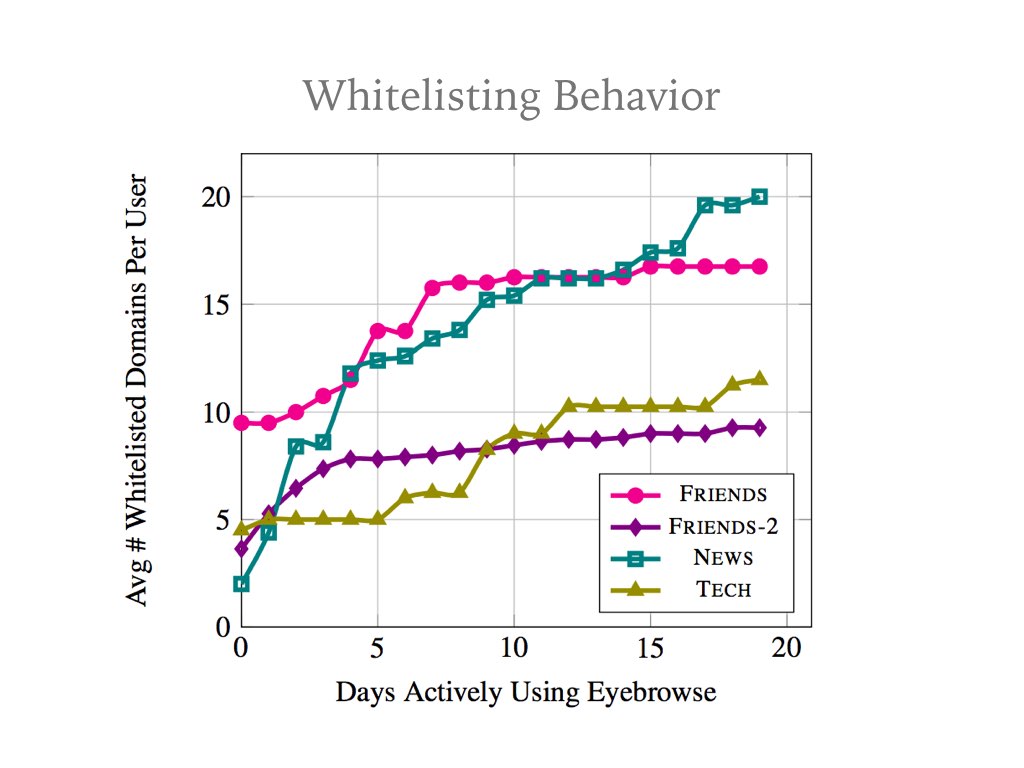 Whitelisting Behavior
Avg # Whitelisted Domains Per User
20
15
10
5
0
0 5 10 15 20
Days Actively Using Eyebrowse
FRIENDS
FRIENDS-2
NEWS
TECH